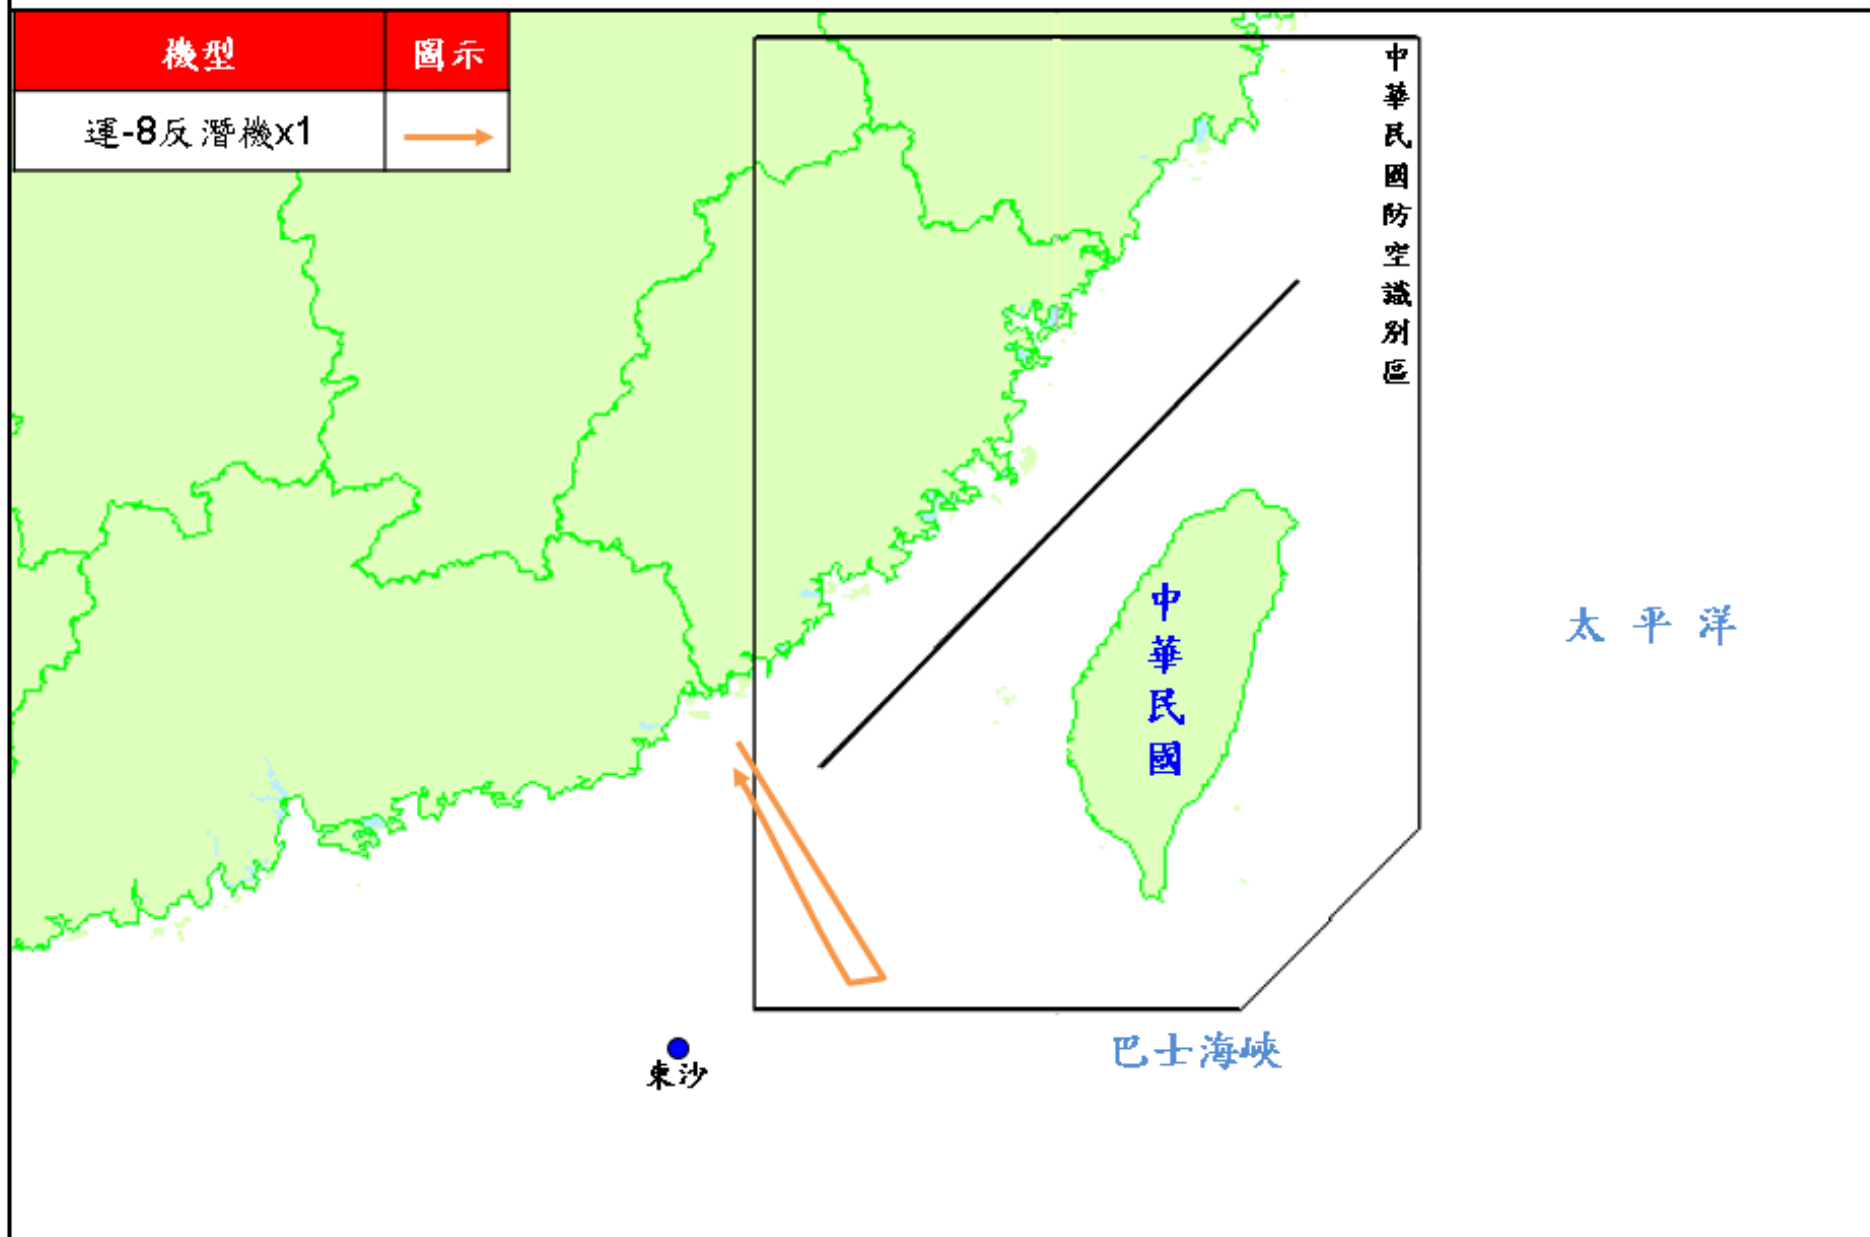 機型 圖示
運-8反潛機x1
中華民國防空識別區
中華民國
太平洋
巴士海峽
東沙